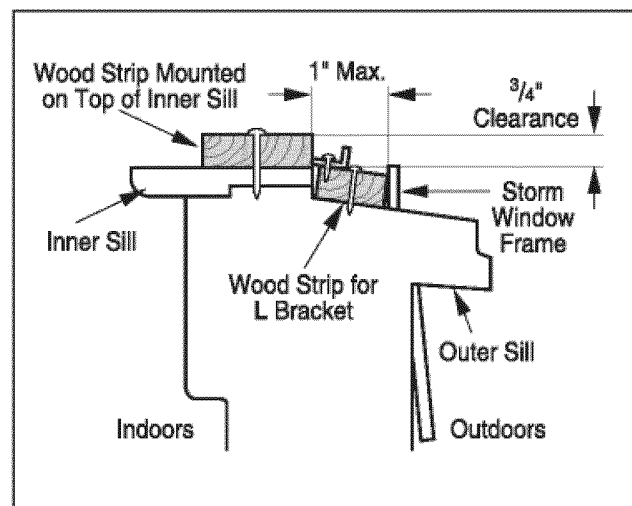 Wood Strip Mounted
on Top of Inner Sill
1" Max.
3/4"
Clearance
Inner Sill
Storm
Window
Frame
Wood Strip for
L Bracket
Outer Sill
Indoors
Outdoors